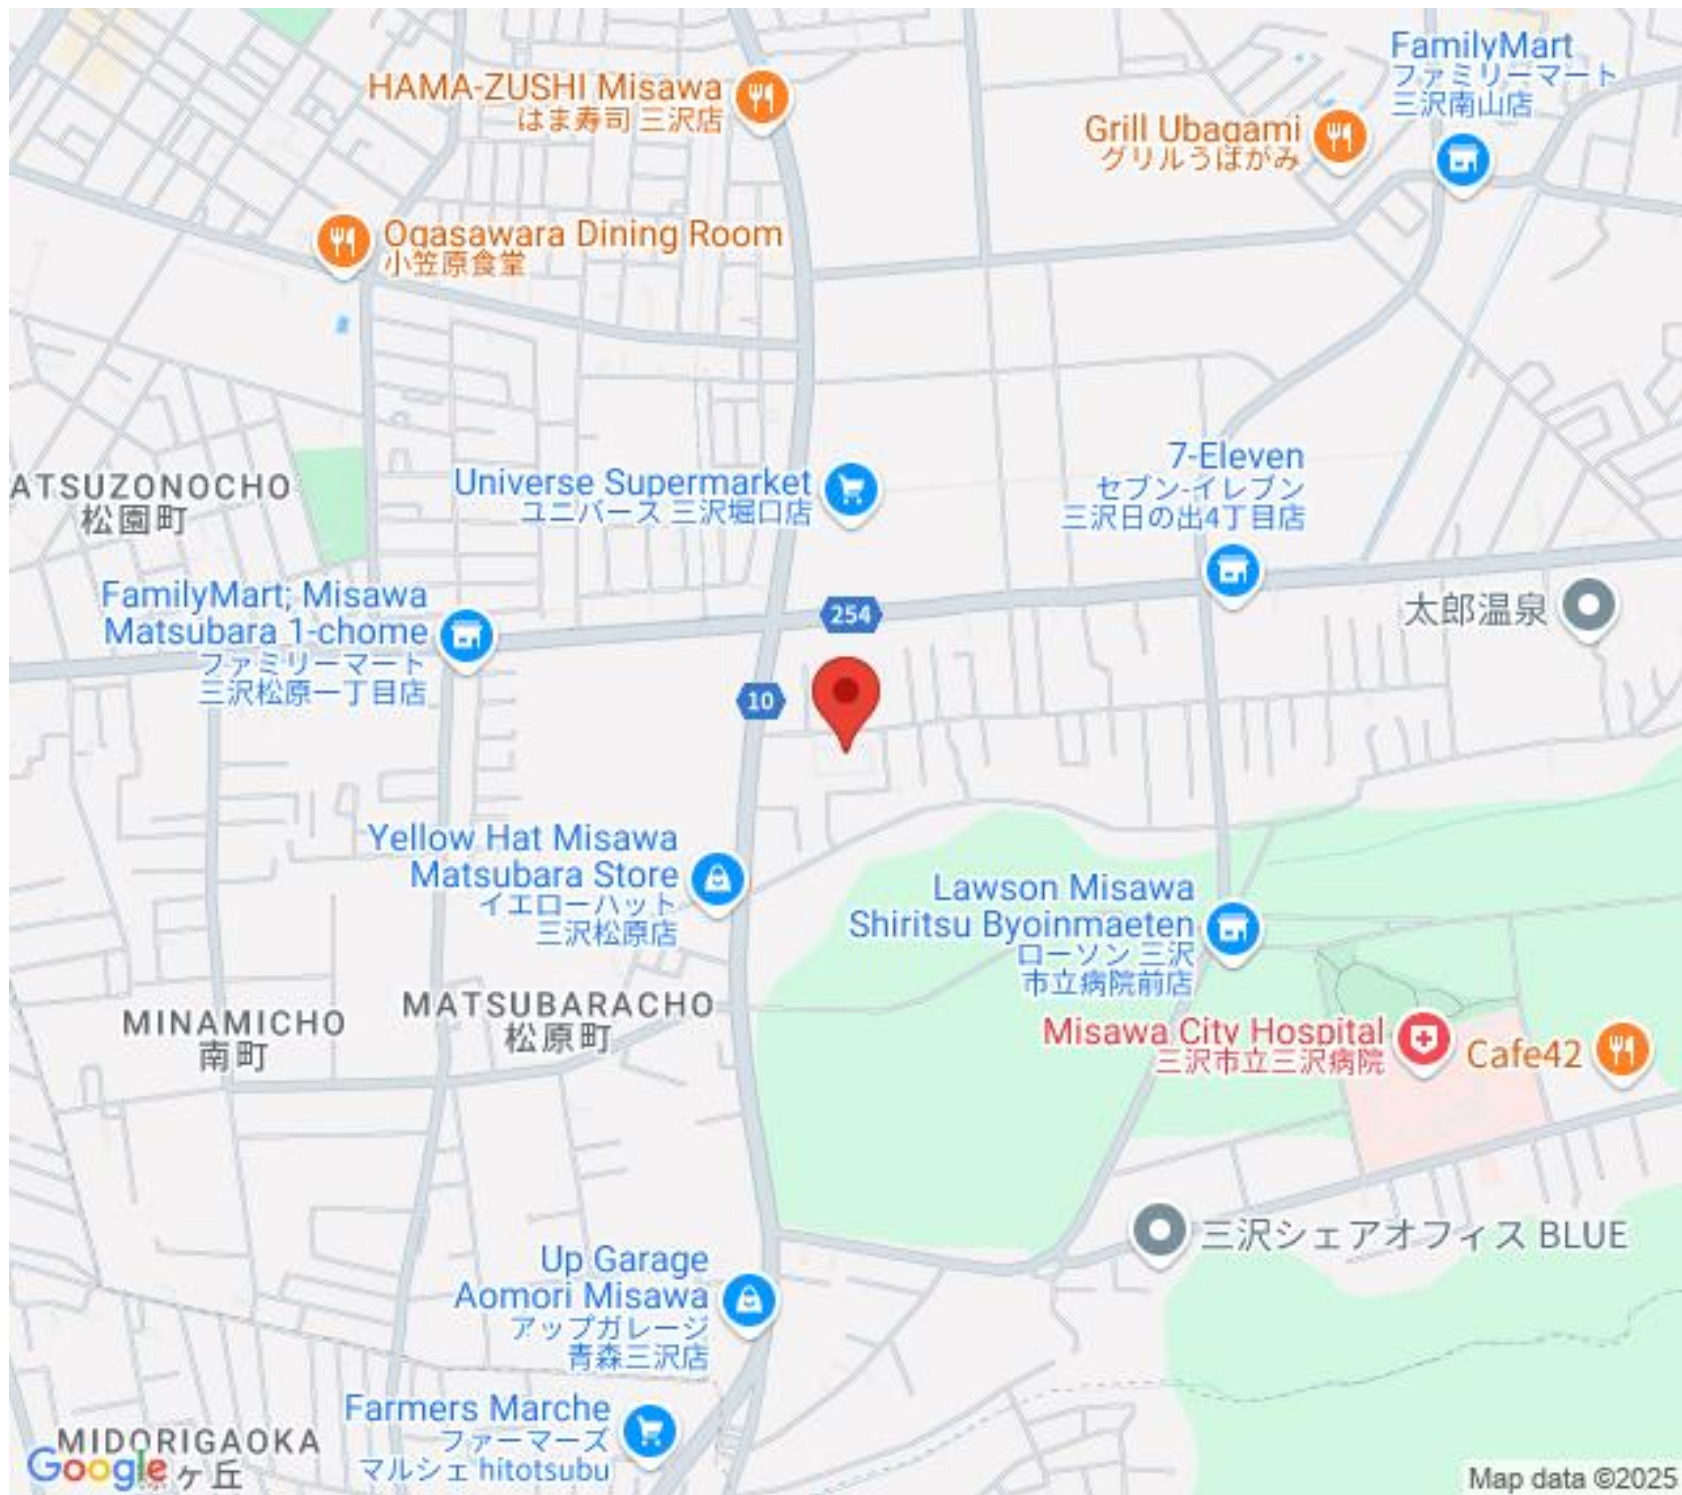 HAMA-ZUSHI Misawa
はま寿司 三沢店
FamilyMart
ファミリーマート
三沢南山店
Grill Ubagami
グリルうばがみ
Ogasawara Dining Room
小笠原食堂
ATSUZONOCHO
松園町
Universe Supermarket
ユニバース 三沢堀口店
7-Eleven
セブン-イレブン
三沢日の出4丁目店
FamilyMart; Misawa
Matsubara 1-chome
ファミリーマート
三沢松原一丁目店
254
太郎温泉
10
Yellow Hat Misawa
Matsubara Store
イエローハット
三沢松原店
Lawson Misawa
Shiritsu Byoinmaeten
ローソン 三沢
市立病院前店
MINAMICHO
南町
MATSUBARACHO
松原町
Misawa City Hospital
三沢市立三沢病院
Cafe42
三沢シェアオフィス BLUE
Up Garage
Aomori Misawa
アップガレージ
青森三沢店
Farmers Marche
ファーマーズ
マルシェ hitotsubu
MIDORIGAOKA
ヶ丘
Google
Map data ©2025